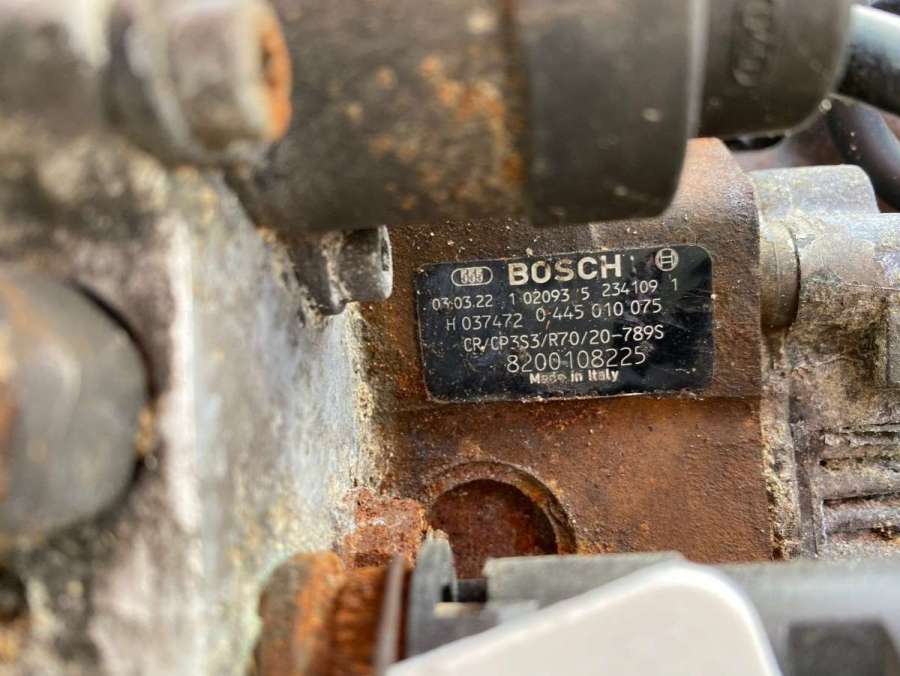 555 BOSCH
03.03.22 1 02093 5 234109 1
H 037472 0 445 010 075
CR/CP3S3/R70/20-789S
8200108225
Made in Italy